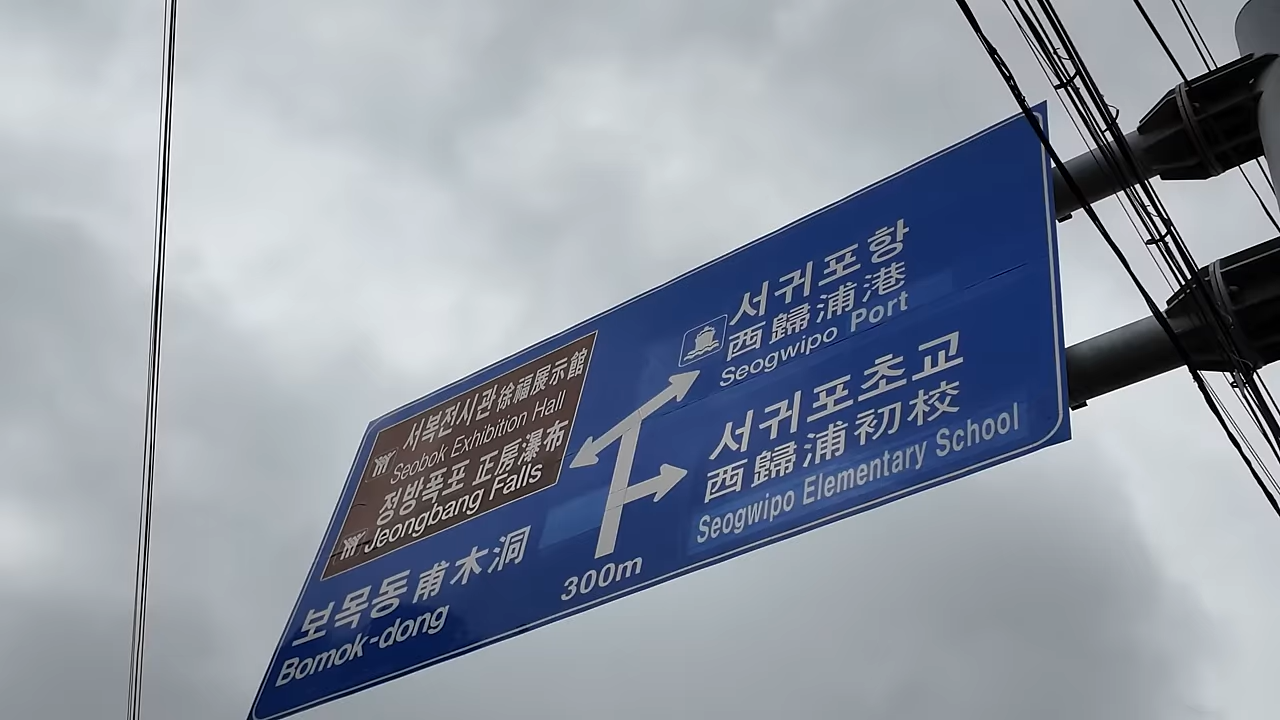 서귀포항
西歸浦港
Seogwipo Port
서복전시관 徐福展示館
Seobok Exhibition Hall
정방폭포 正房瀑布
Jeongbang Falls
서귀포초교
西歸浦初校
Seogwipo Elementary School
보목동 甫木洞
Bomok-dong
300m